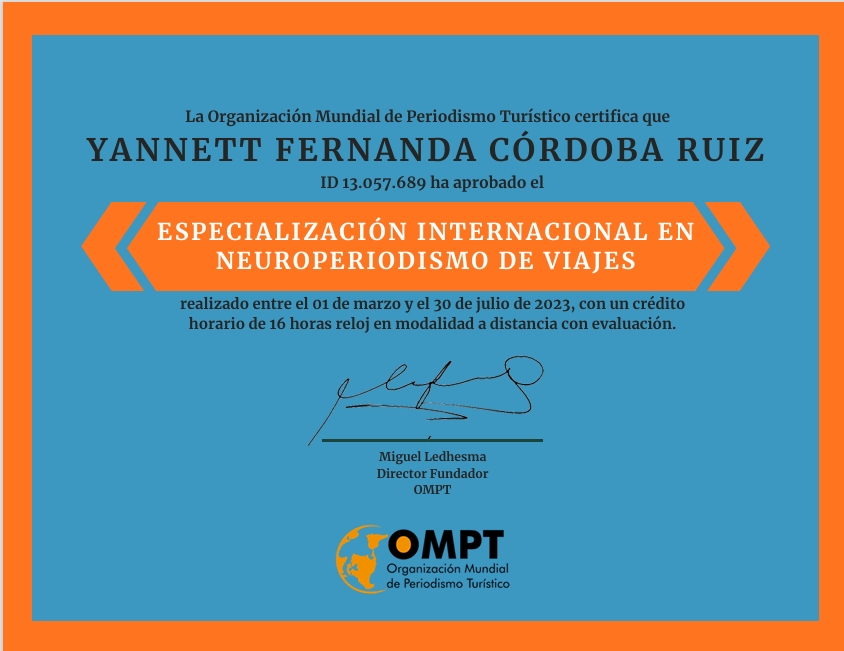 La Organización Mundial de Periodismo Turístico certifica que
YANNETT FERNANDA CÓRDOBA RUIZ
ID 13.057.689 ha aprobado el
ESPECIALIZACIÓN INTERNACIONAL EN
NEUROPERIODISMO DE VIAJES
realizado entre el 01 de marzo y el 30 de julio de 2023, con un crédito
horario de 16 horas reloj en modalidad a distancia con evaluación.
Miguel Ledhesma
Director Fundador
OMPT
OMPT
Organización Mundial
de Periodismo Turístico